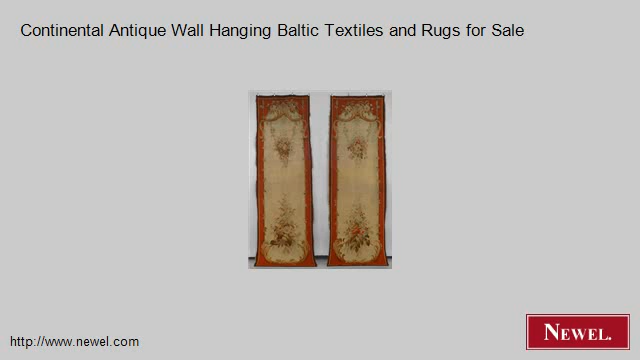 Continental Antique Wall Hanging Baltic Textiles and Rugs for Sale
http://www.newel.com
NEWEL.